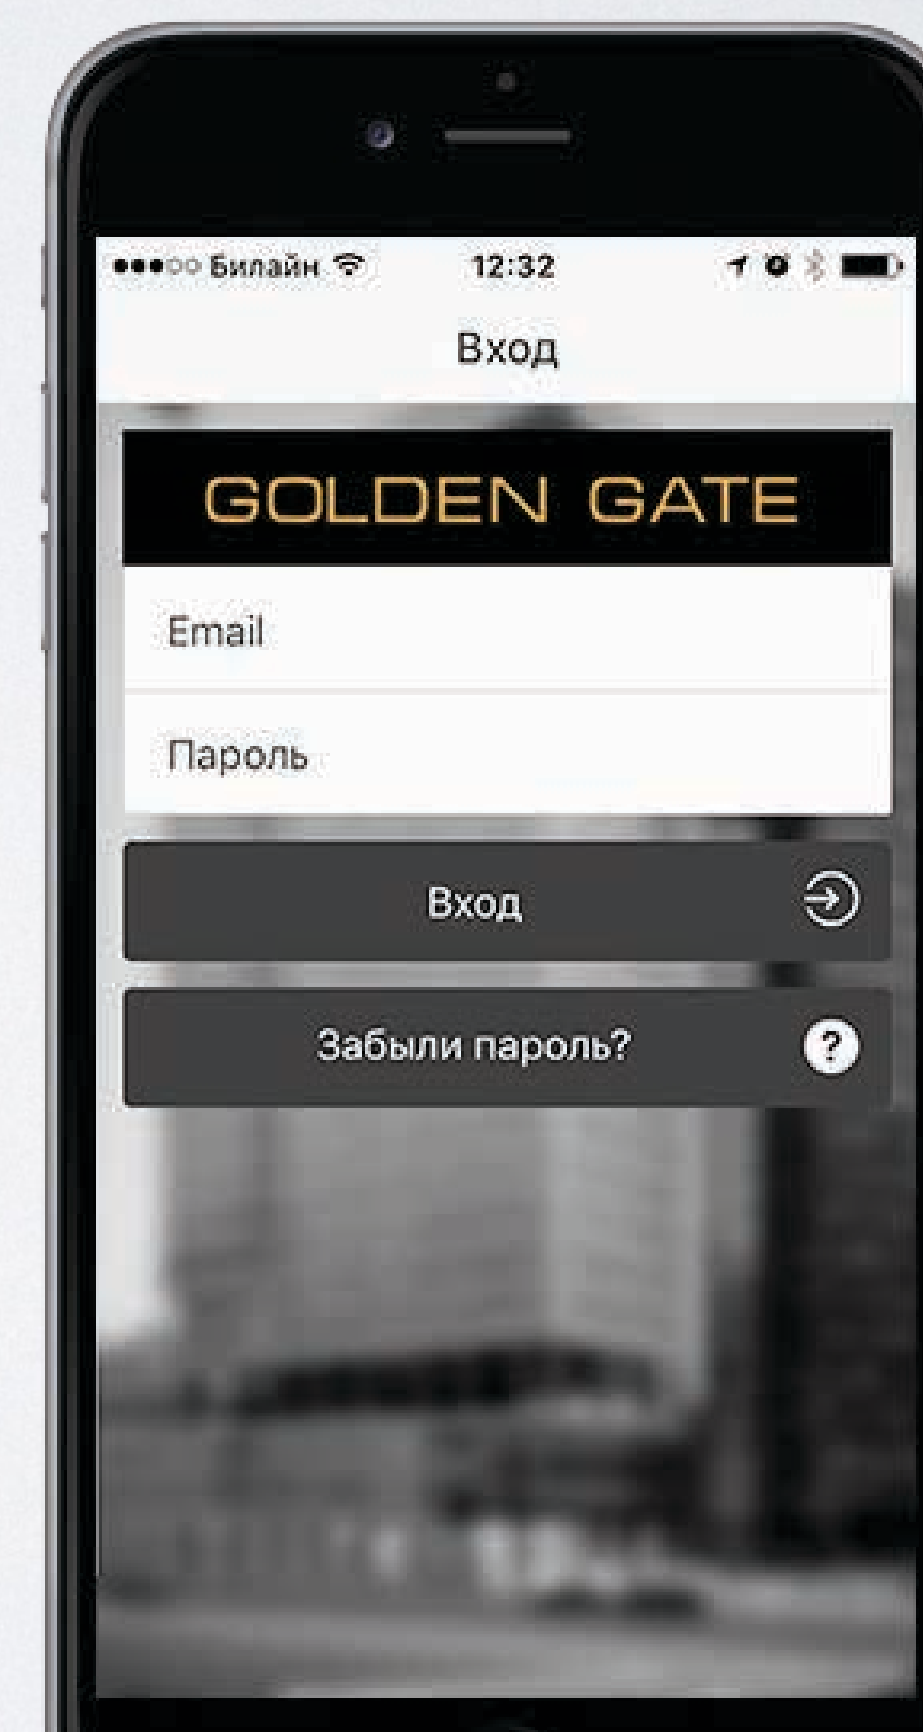 Билайн 12:32
Вход
GOLDEN GATE
Email
Пароль
Вход
Забыли пароль?
?